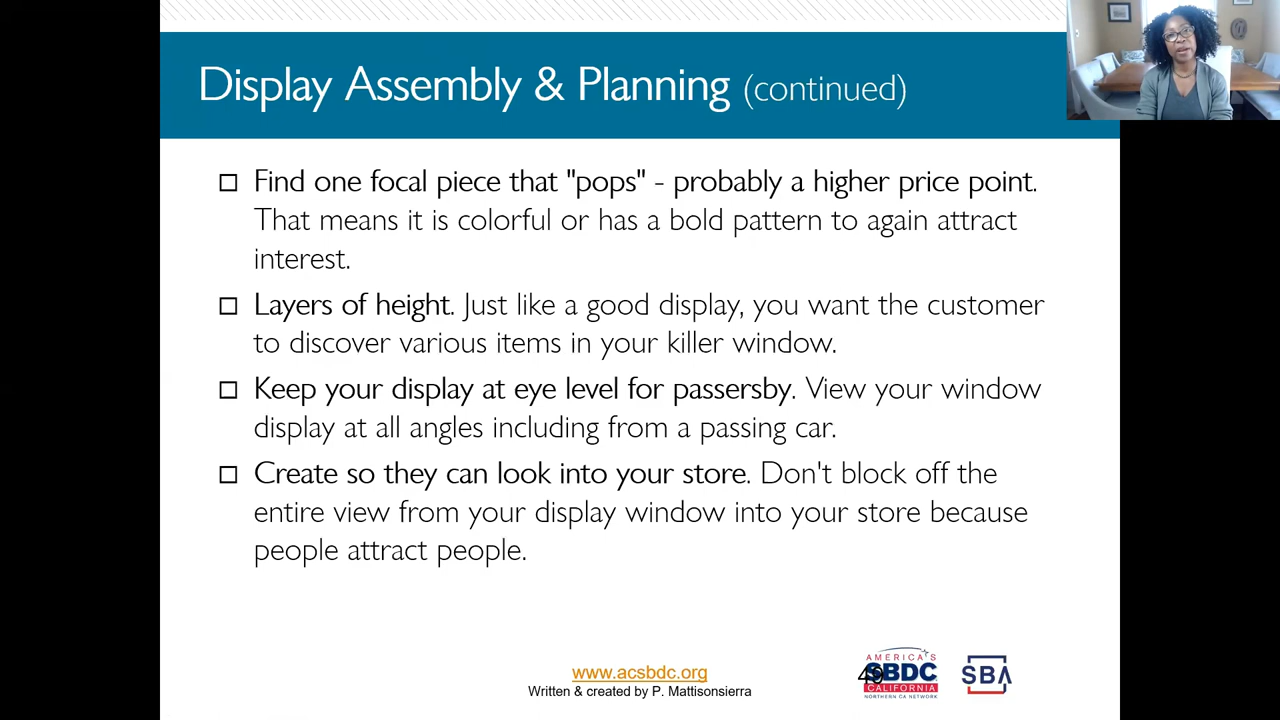 Display Assembly & Planning (continued)
Find one focal piece that "pops" - probably a higher price point.
That means it is colorful or has a bold pattern to again attract
interest.
Layers of height. Just like a good display, you want the customer
to discover various items in your killer window.
Keep your display at eye level for passersby. View your window
display at all angles including from a passing car.
Create so they can look into your store. Don't block off the
entire view from your display window into your store because
people attract people.
www.acsbdc.org
Written & created by P. Mattisonsierra
AMERICA'S
SBDC
CALIFORNIA
NORTHERN CA NETWORK
49
SBA